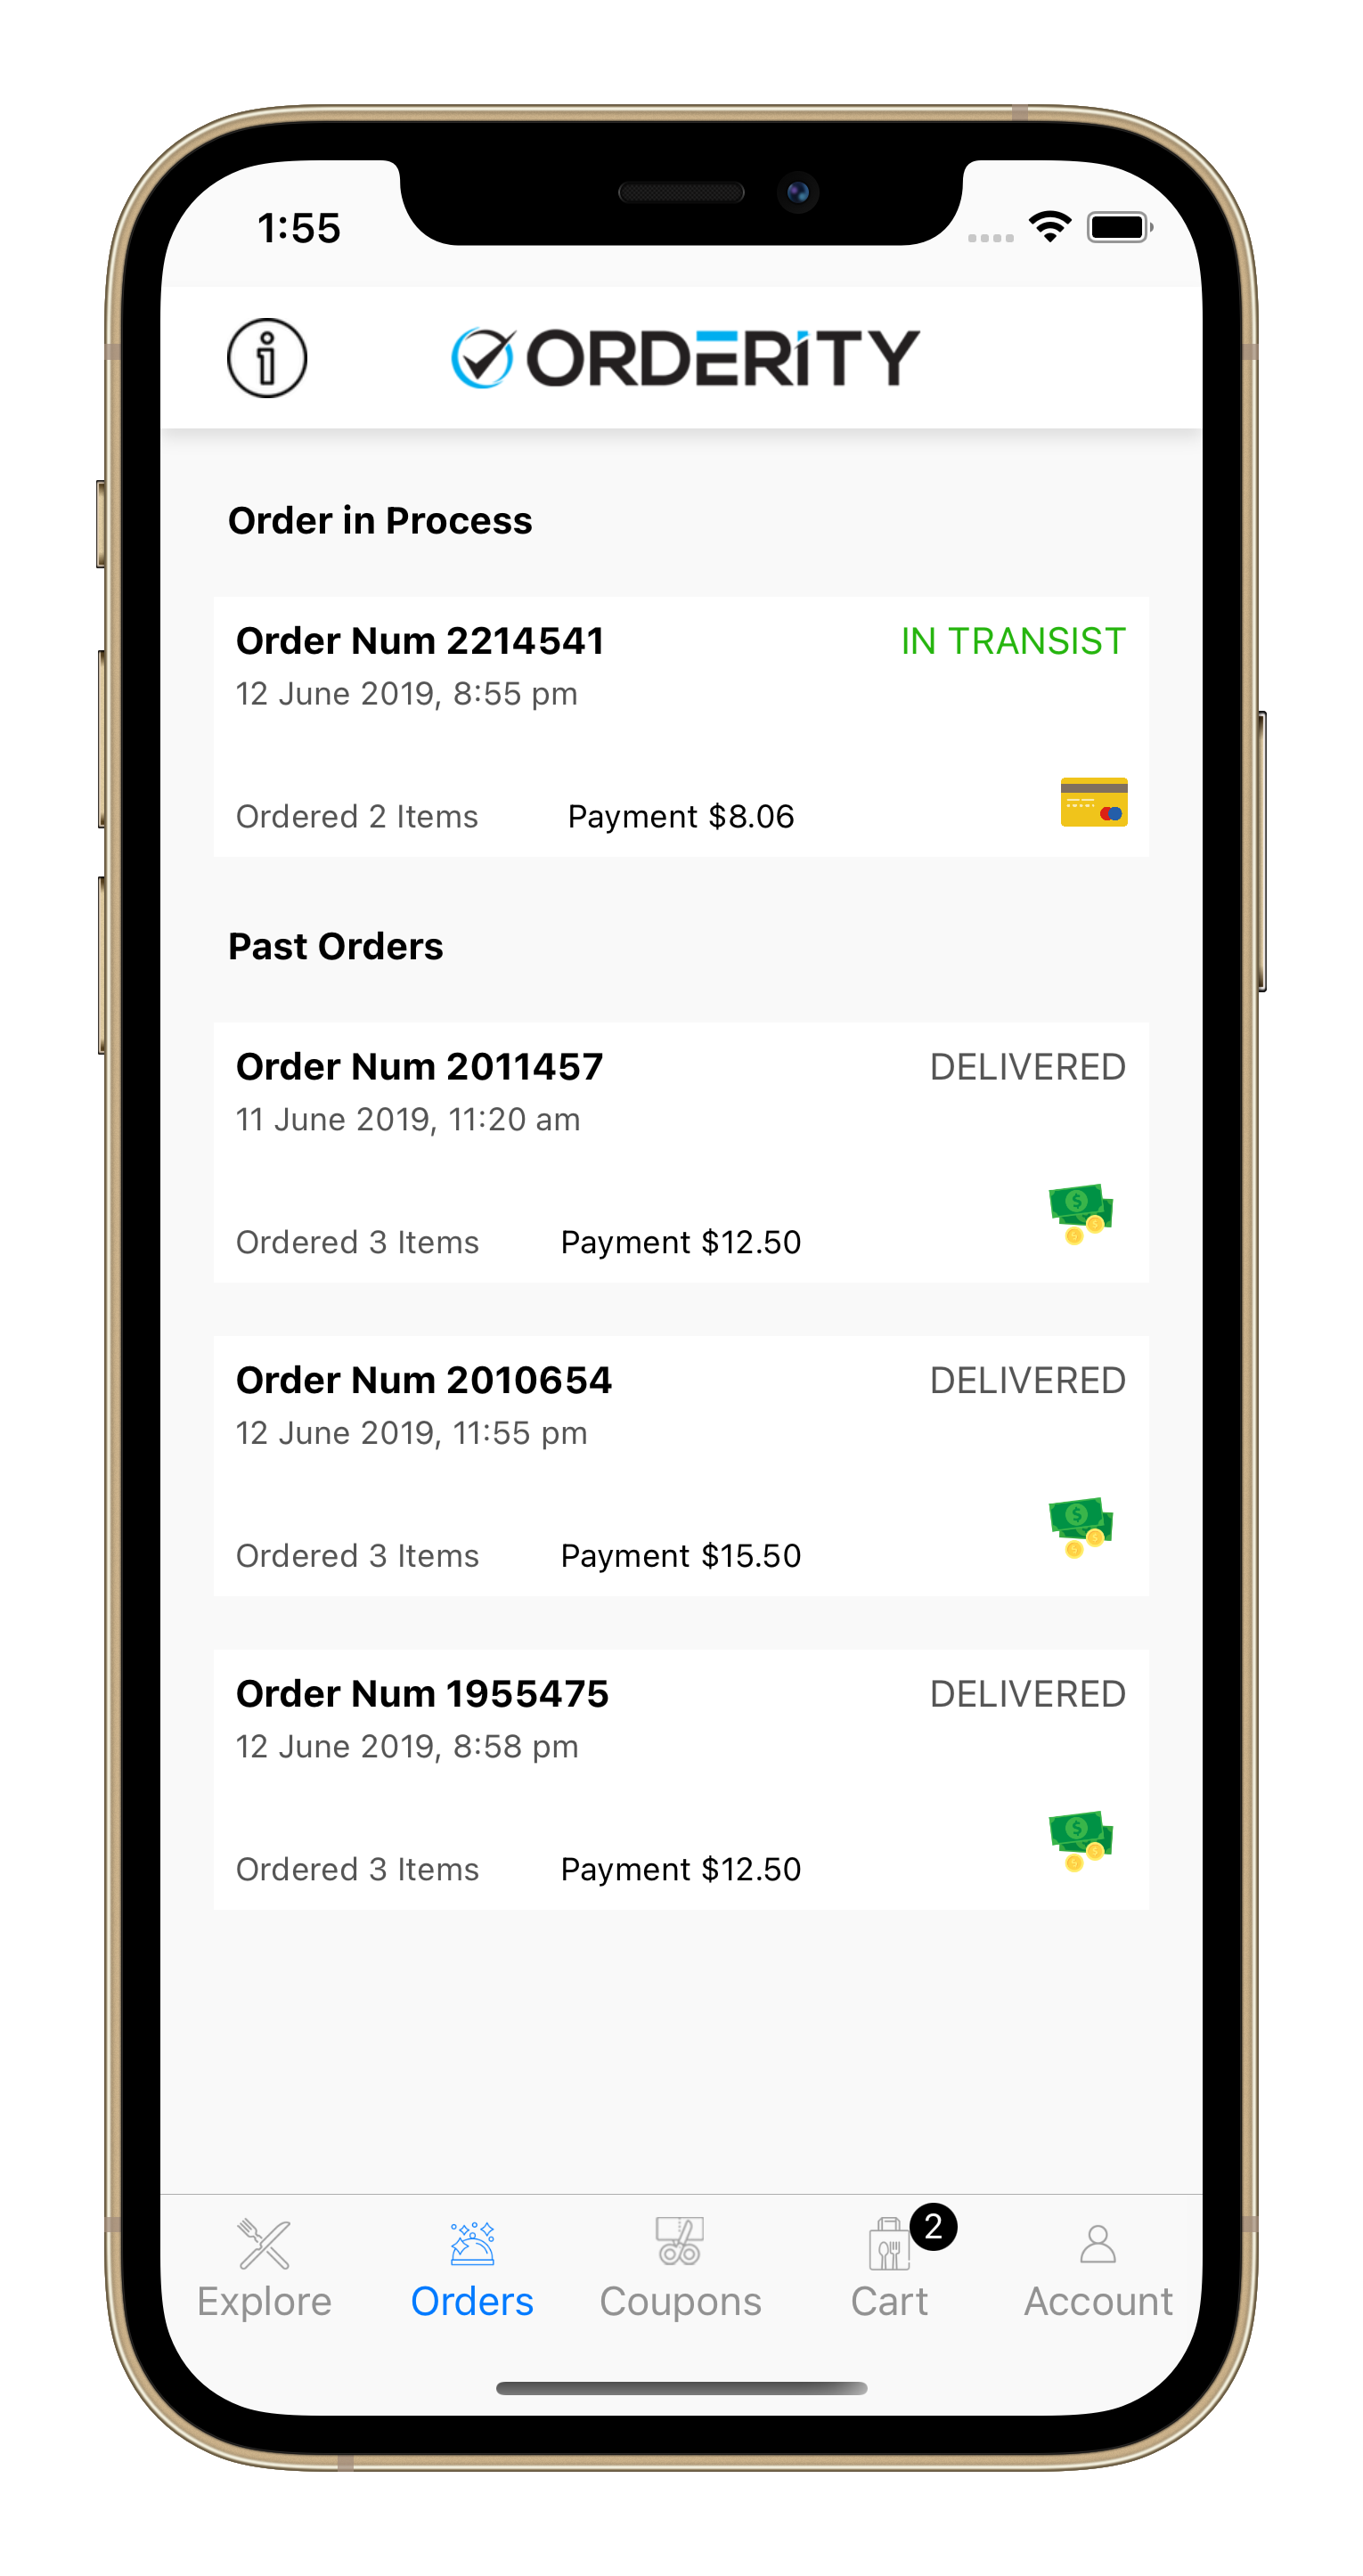 1:55
ORDERiTY
Order in Process
Order Num 2214541 IN TRANSIST
12 June 2019, 8:55 pm
Ordered 2 Items Payment $8.06
Past Orders
Order Num 2011457 DELIVERED
11 June 2019, 11:20 am
Ordered 3 Items Payment $12.50
Order Num 2010654 DELIVERED
12 June 2019, 11:55 pm
Ordered 3 Items Payment $15.50
Order Num 1955475 DELIVERED
12 June 2019, 8:58 pm
Ordered 3 Items Payment $12.50
2
Explore Orders Coupons Cart Account